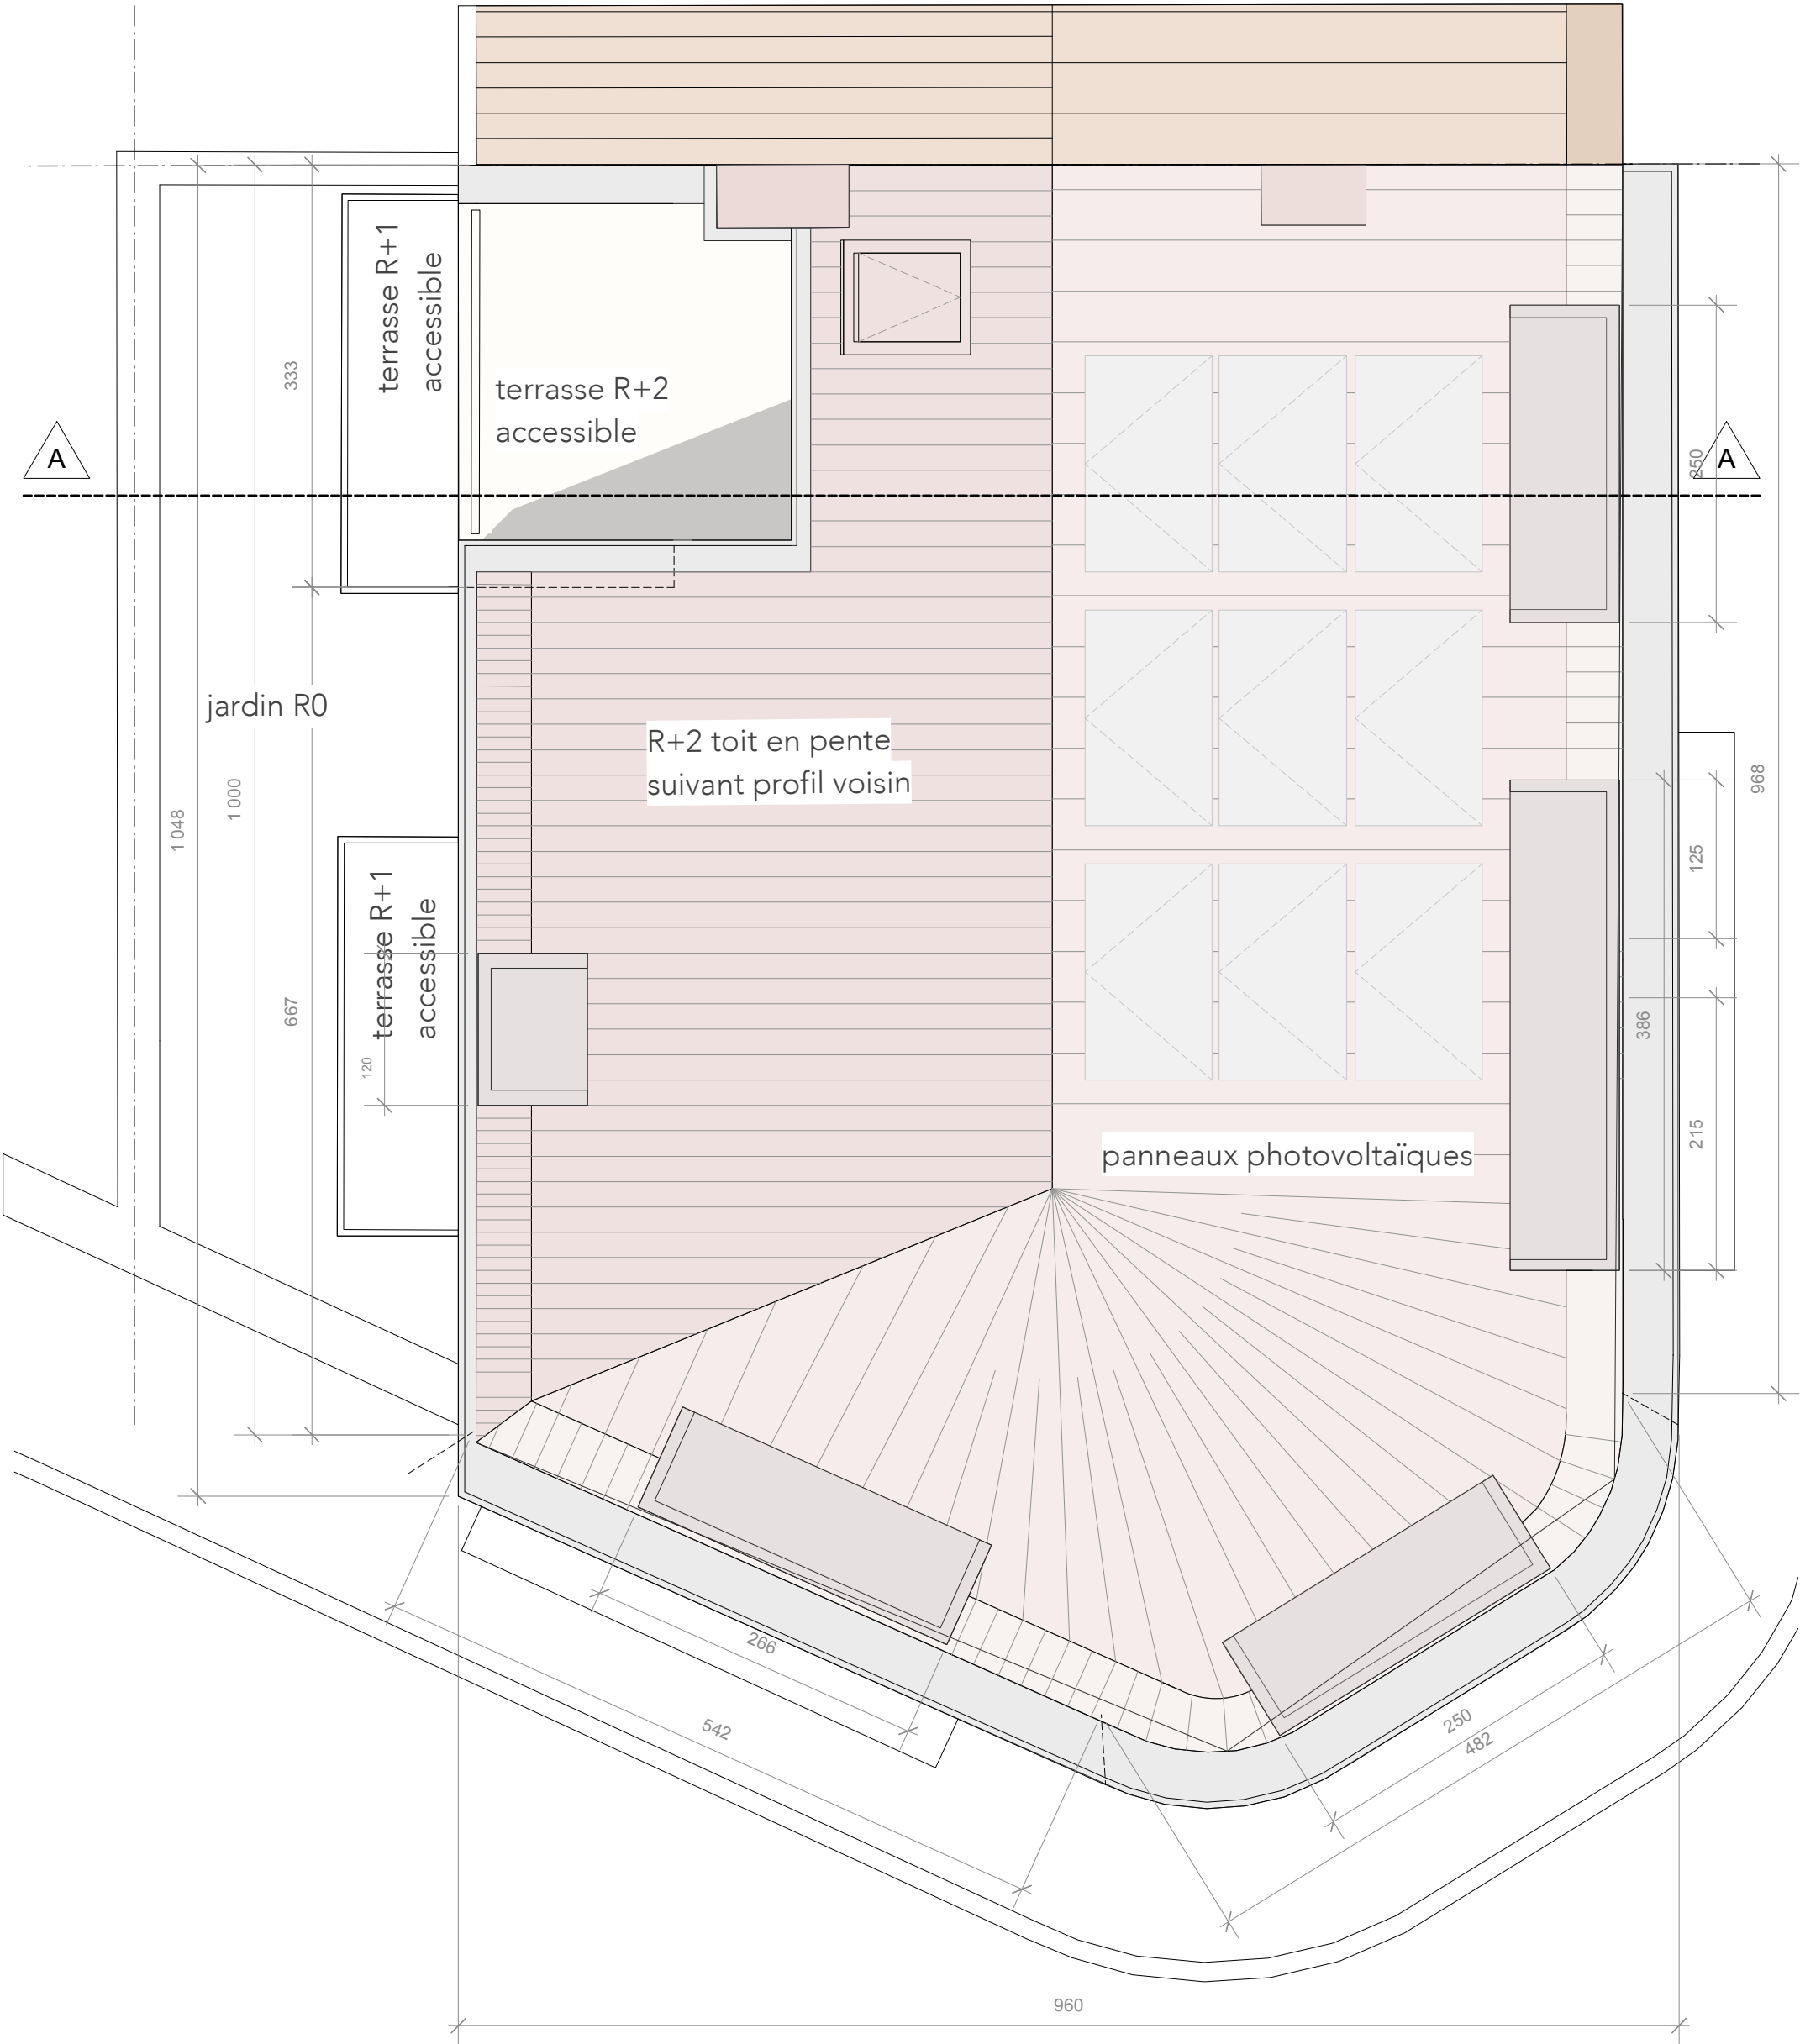 terrasse R+1
accessible
333
terrasse R+2
accessible
A
A
250
jardin R0
R+2 toit en pente
suivant profil voisin
968
1 000
1 048
125
terrasse R+1
accessible
667
386
120
215
panneaux photovoltaïques
266
542
250
482
960